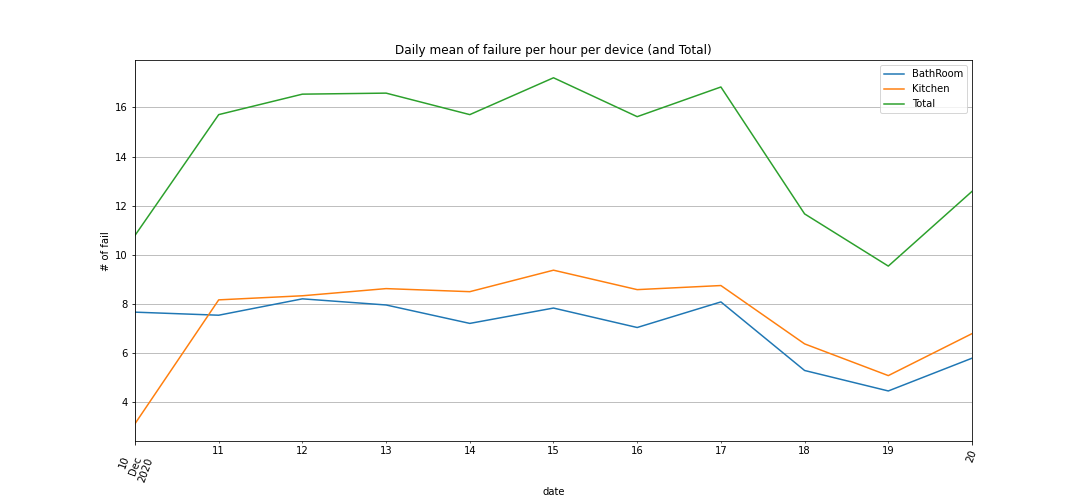 Daily mean of failure per hour per device (and Total)
BathRoom
Kitchen
Total
# of fail
16
14
12
10
8
6
4
10
Dec
2020
11
12
13
14
15
16
17
18
19
20
date